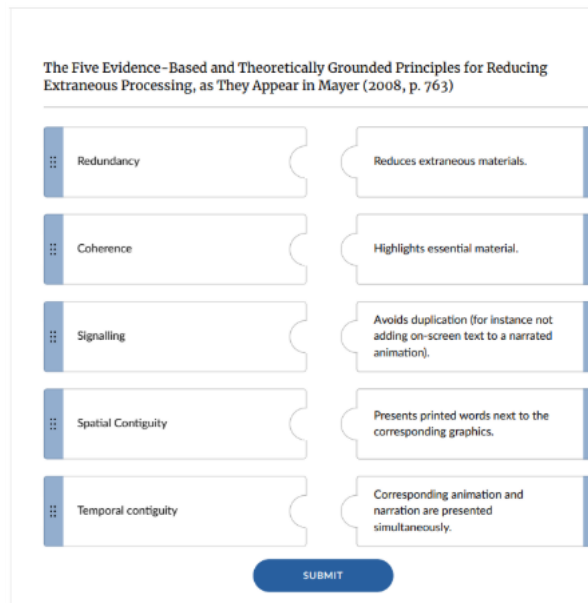 The Five Evidence-Based and Theoretically Grounded Principles for Reducing
Extraneous Processing, as They Appear in Mayer (2008, p. 763)
Redundancy
Reduces extraneous materials.
Coherence
Highlights essential material.
Signalling
Avoids duplication (for instance not
adding on-screen text to a narrated
animation).
Spatial Contiguity
Presents printed words next to the
corresponding graphics.
Temporal contiguity
Corresponding animation and
narration are presented
simultaneously.
SUBMIT